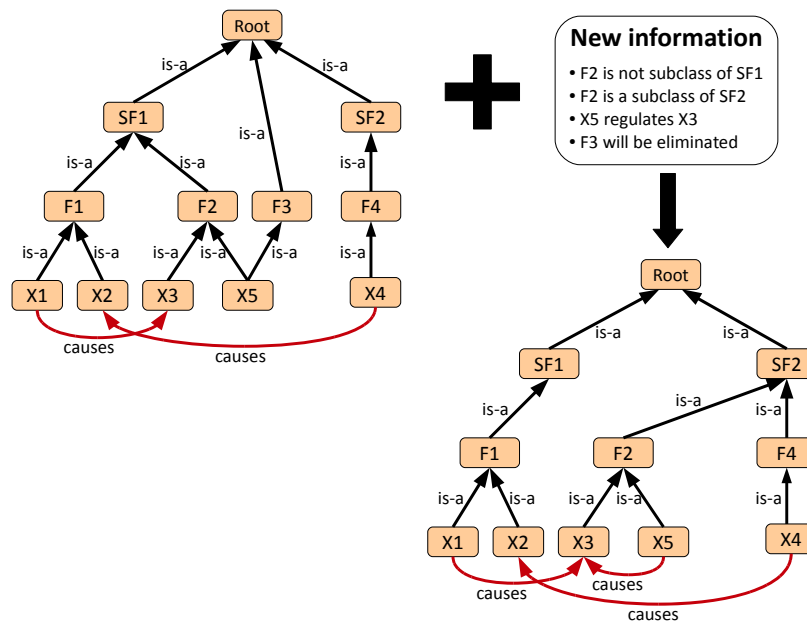 Root
is-a
is-a
is-a
SF1
SF2
is-a
is-a
is-a
F1
F2
F3
F4
is-a
is-a
is-a
is-a
is-a
is-a
X1
X2
X3
X5
X4
causes
causes
New information
• F2 is not subclass of SF1
• F2 is a subclass of SF2
• X5 regulates X3
• F3 will be eliminated
Root
is-a
is-a
SF1
SF2
is-a
is-a
is-a
F1
F2
F4
is-a
is-a
is-a
is-a
is-a
X1
X2
X3
X5
X4
causes
causes
causes